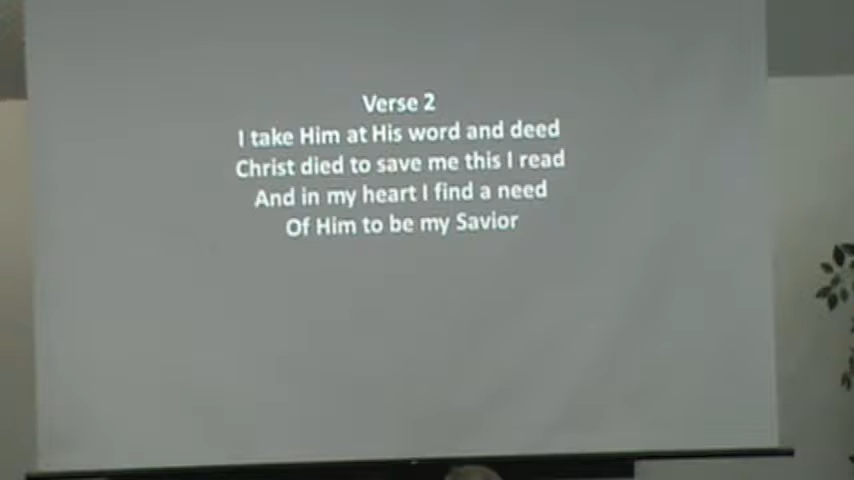 Verse 2
I take Him at His word and deed
Christ died to save me this I read
And in my heart I find a need
Of Him to be my Savior